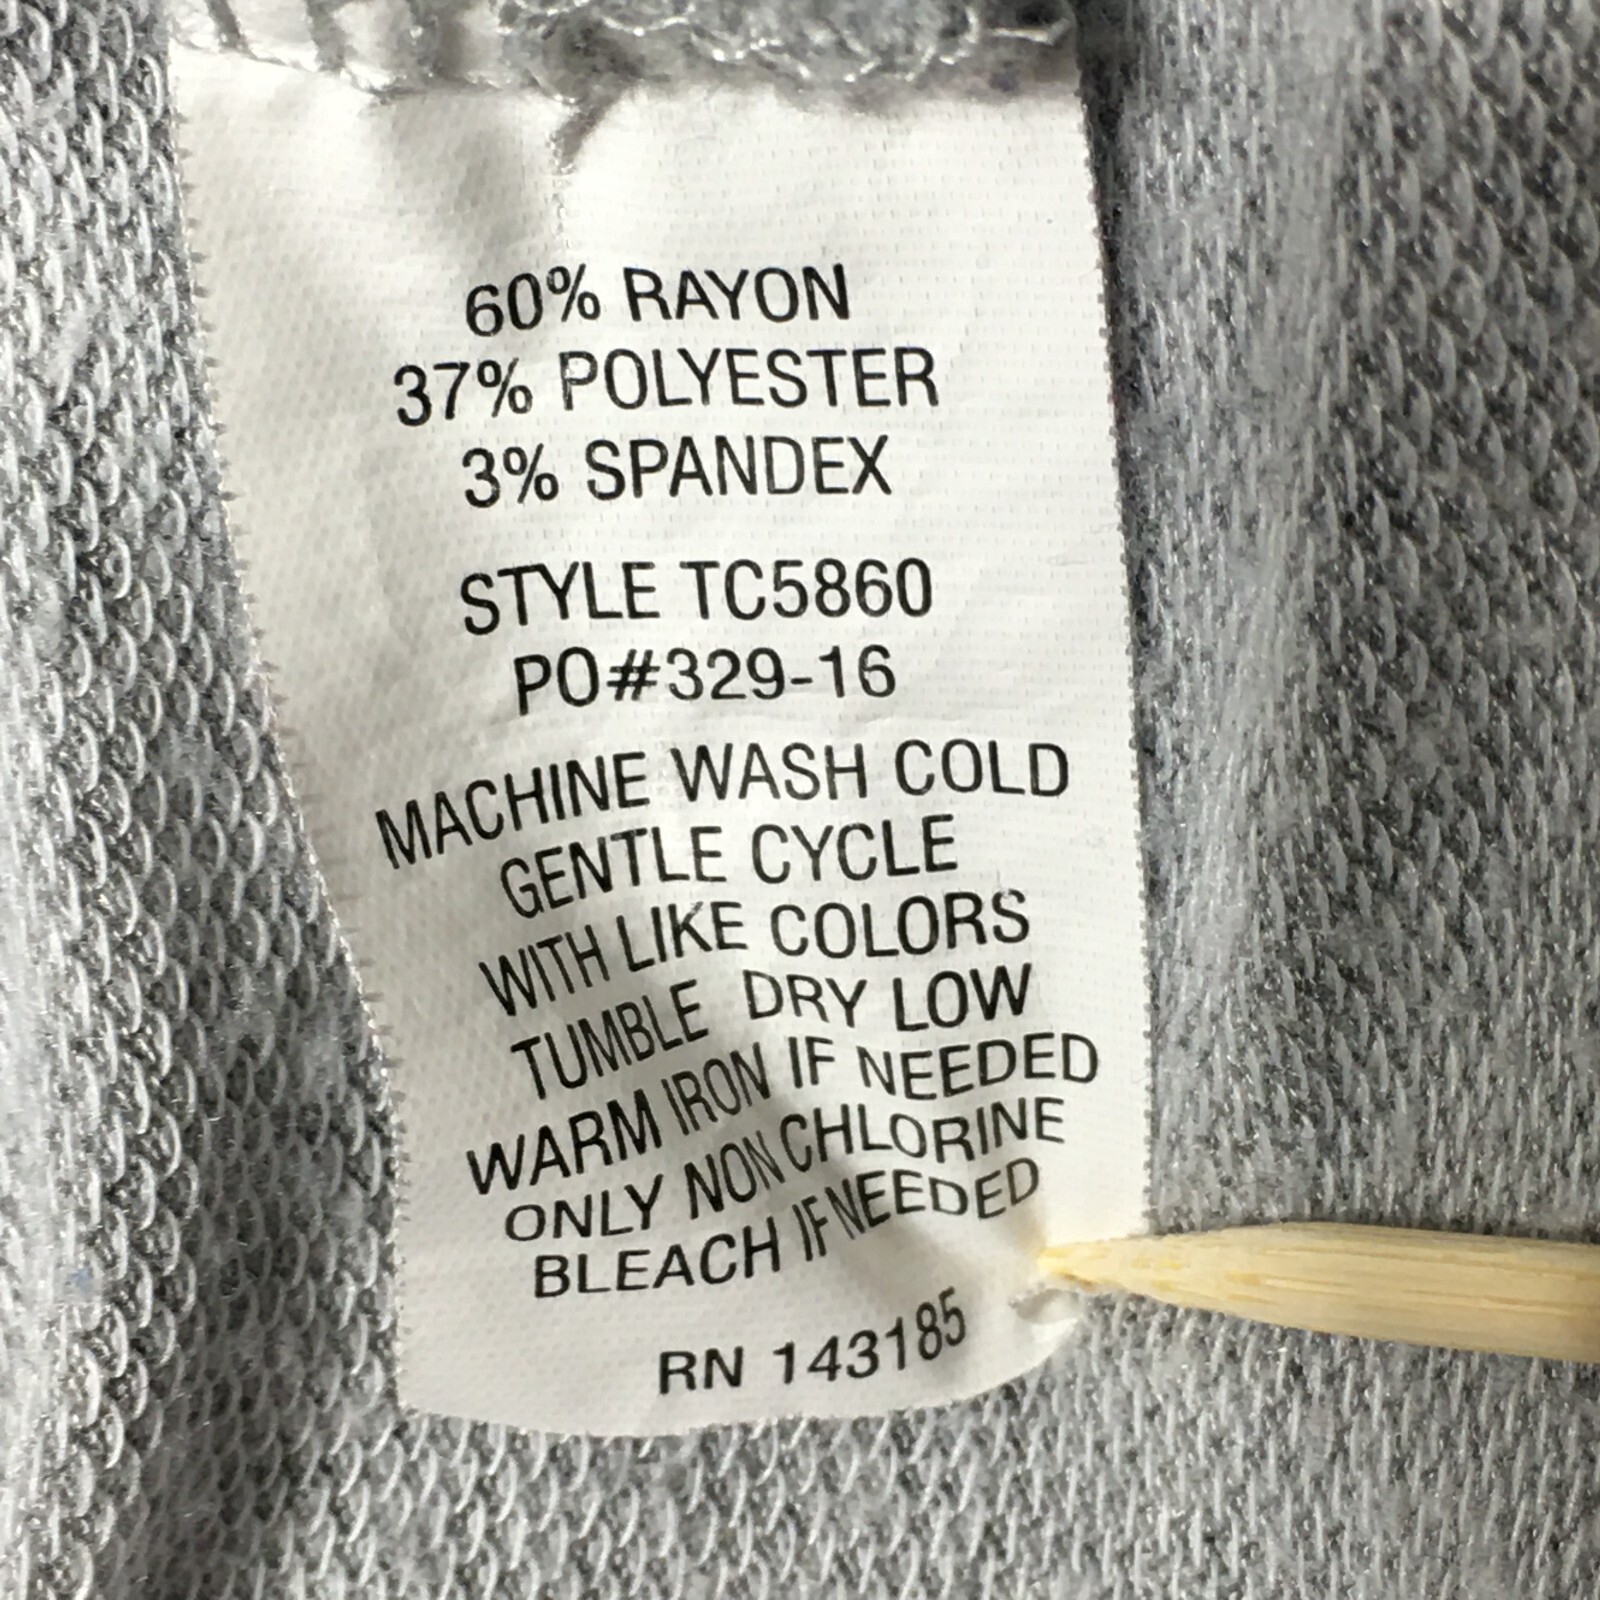 60% RAYON
37% POLYESTER
3% SPANDEX
STYLE TC5860
PO#329-16
MACHINE WASH COLD
GENTLE CYCLE
WITH LIKE COLORS
TUMBLE DRY LOW
WARM IRON IF NEEDED
ONLY NON CHLORINE
BLEACH IF NEEDED
RN 143185